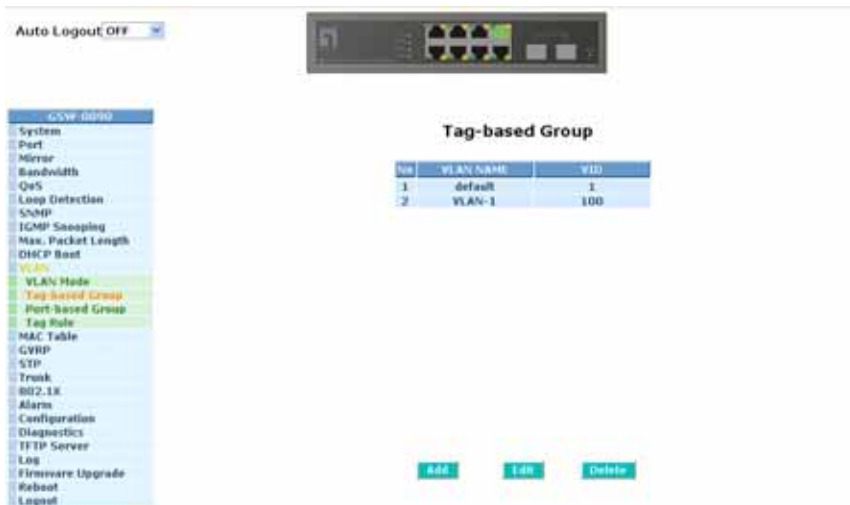 Auto Logout OFF
GSW-0890
System
Port
Mirror
Bandwidth
QoS
Loop Detection
SNMP
IGMP Snooping
Max. Packet Length
DHCP Boot
VLAN
VLAN Mode
Tag-based Group
Port-based Group
Tag Rule
MAC Table
GVRP
STP
Trunk
802.1X
Alarm
Configuration
Diagnostics
TFTP Server
Log
Firmware Upgrade
Reboot
Logout
Tag-based Group
No VLAN NAME VID
1 default 1
2 VLAN-1 100
Add Edit Delete